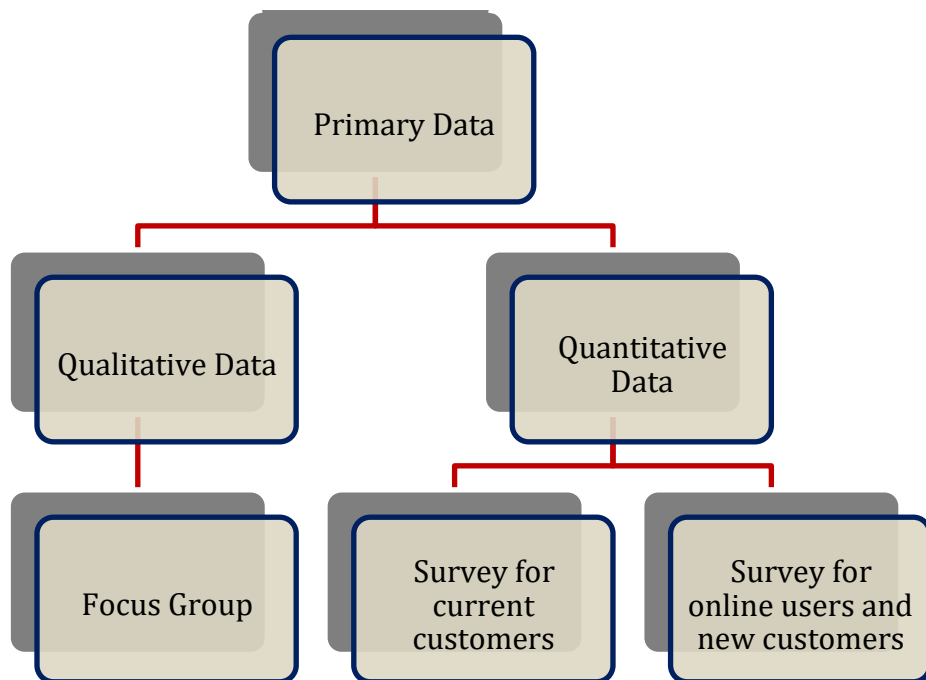 Primary Data
Qualitative Data
Quantitative
Data
Focus Group
Survey for
current
customers
Survey for
online users and
new customers